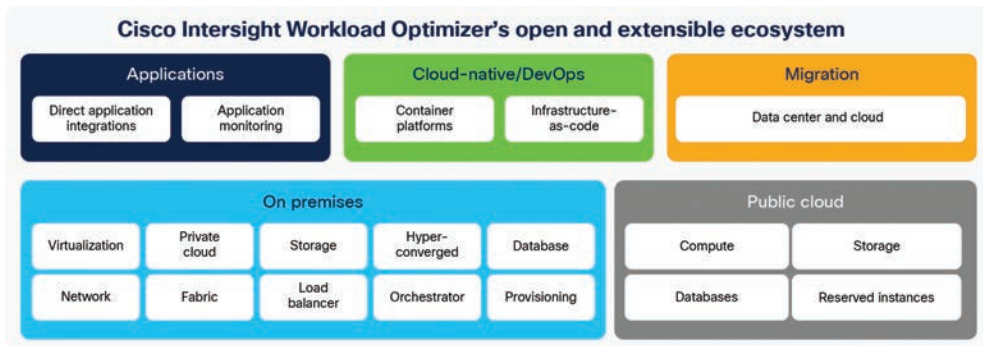 Cisco Intersight Workload Optimizer's open and extensible ecosystem
Applications
Direct application
integrations
Application
monitoring
Cloud-native/DevOps
Container
platforms
Infrastructure-
as-code
Migration
Data center and cloud
On premises
Virtualization
Private
cloud
Storage
Hyper-
converged
Database
Network
Fabric
Load
balancer
Orchestrator
Provisioning
Public cloud
Compute
Storage
Databases
Reserved instances